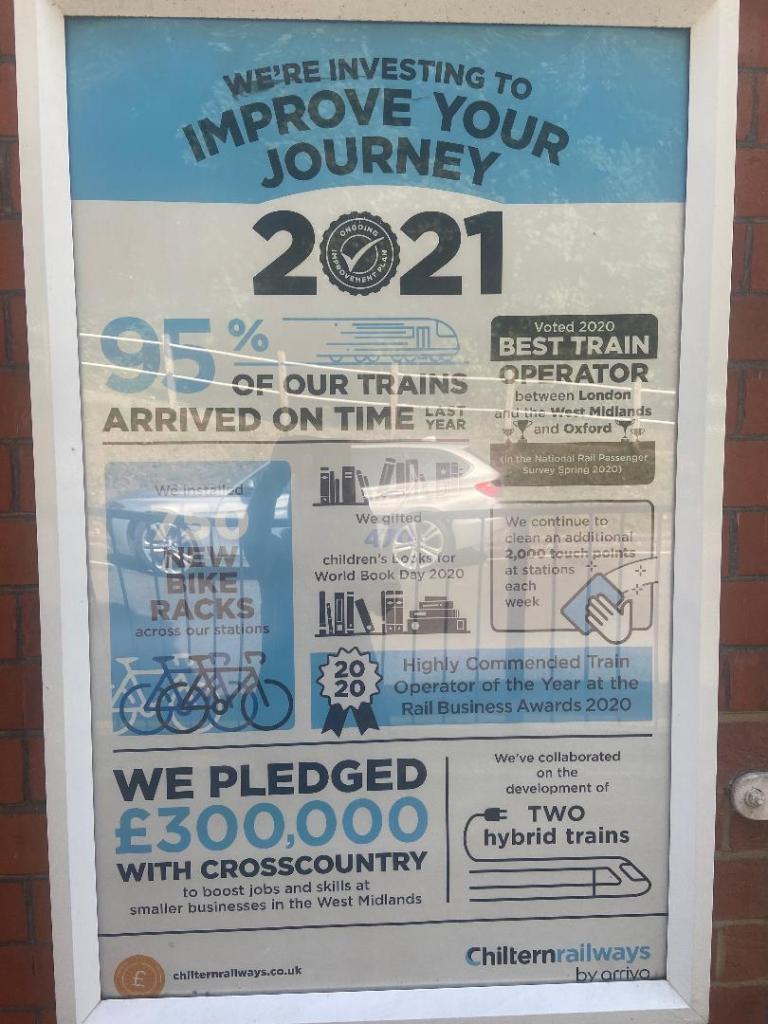 WE'RE INVESTING TO
IMPROVE YOUR
JOURNEY
2021
ONGOING
IMPROVEMENT PLAN
95%
OF OUR TRAINS
ARRIVED ON TIME LAST YEAR
Voted 2020
BEST TRAIN
OPERATOR
between London
and the West Midlands
and Oxford
(in the National Rail Passenger
Survey Spring 2020)
We installed
750
NEW
BIKE
RACKS
across our stations
We gifted
children's books for
World Book Day 2020
We continue to
clean an additional
2,000 touch points
at stations
each
week
20
20
Highly Commended Train
Operator of the Year at the
Rail Business Awards 2020
WE PLEDGED
£300,000
WITH CROSSCOUNTRY
to boost jobs and skills at
smaller businesses in the West Midlands
We've collaborated
on the
development of
TWO
hybrid trains
£
chilternrailways.co.uk
Chilternrailways
by arriva